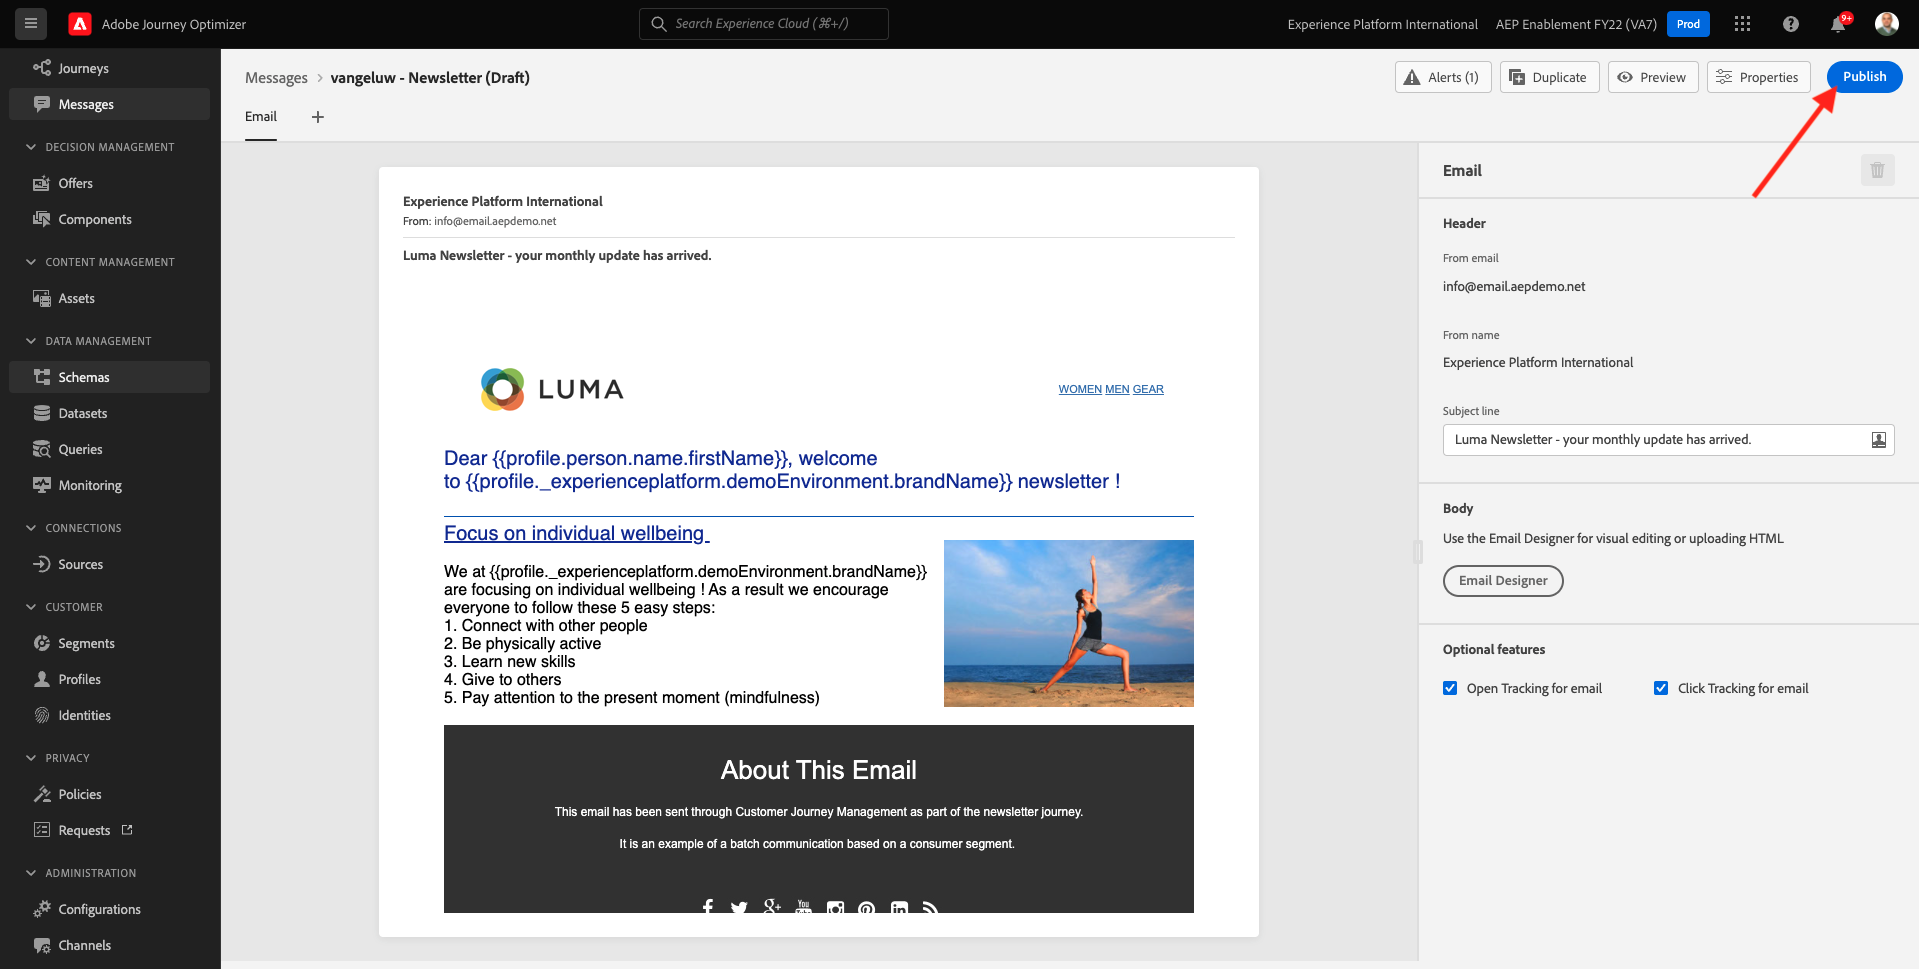 Adobe Journey Optimizer
Search Experience Cloud (⌘+/)
Experience Platform International
AEP Enablement FY22 (VA7)
Prod
9+
Journeys
Messages
DECISION MANAGEMENT
Offers
Components
CONTENT MANAGEMENT
Assets
DATA MANAGEMENT
Schemas
Datasets
Queries
Monitoring
CONNECTIONS
Sources
CUSTOMER
Segments
Profiles
Identities
PRIVACY
Policies
Requests
ADMINISTRATION
Configurations
Channels
Messages > vangeluw - Newsletter (Draft)
Alerts (1)
Duplicate
Preview
Properties
Publish
Email
+
Experience Platform International
From: info@email.aepdemo.net
Luma Newsletter - your monthly update has arrived.
LUMA
WOMEN MEN GEAR
Dear {{profile.person.name.firstName}}, welcome
to {{profile._experienceplatform.demoEnvironment.brandName}} newsletter !
Focus on individual wellbeing
We at {{profile._experienceplatform.demoEnvironment.brandName}}
are focusing on individual wellbeing ! As a result we encourage
everyone to follow these 5 easy steps:
1. Connect with other people
2. Be physically active
3. Learn new skills
4. Give to others
5. Pay attention to the present moment (mindfulness)
About This Email
This email has been sent through Customer Journey Management as part of the newsletter journey.
It is an example of a batch communication based on a consumer segment.
You
Email
Header
From email
info@email.aepdemo.net
From name
Experience Platform International
Subject line
Luma Newsletter - your monthly update has arrived.
Body
Use the Email Designer for visual editing or uploading HTML
Email Designer
Optional features
Open Tracking for email
Click Tracking for email